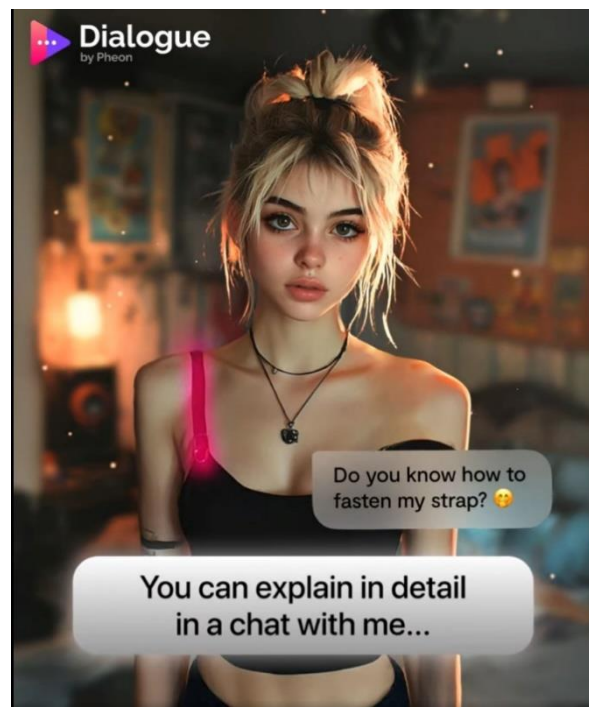 Dialogue
by Pheon
Do you know how to
fasten my strap? 🤭
You can explain in detail
in a chat with me...